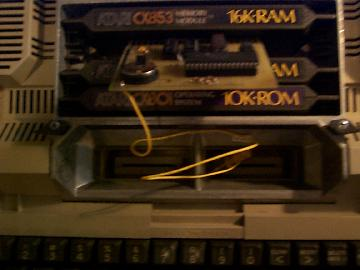 ATARI CX853 MEMORY MODULE 16K·RAM
AM
ATARI CX801 OPERATING SYSTEM 10K·ROM